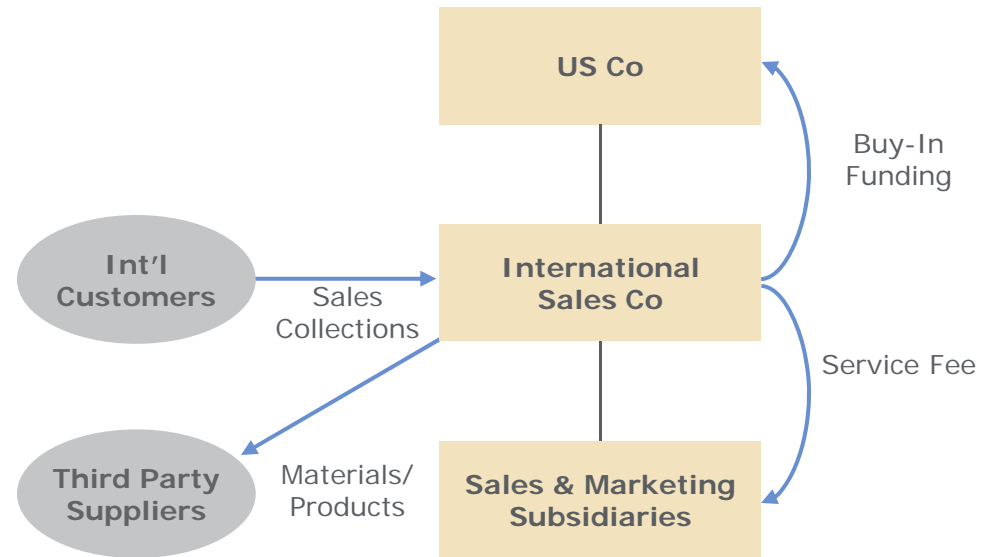 US Co
Buy-In
Funding
Int'l
Customers
Sales
Collections
International
Sales Co
Service Fee
Third Party
Suppliers
Materials/
Products
Sales & Marketing
Subsidiaries